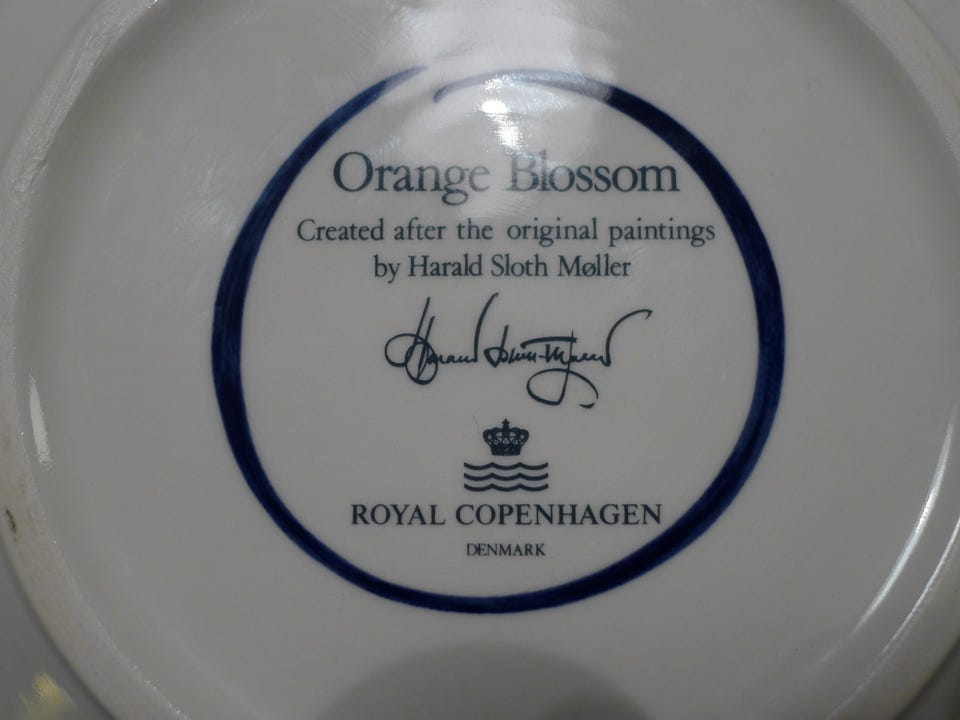 Orange Blossom
Created after the original paintings
by Harald Sloth Møller
ROYAL COPENHAGEN
DENMARK